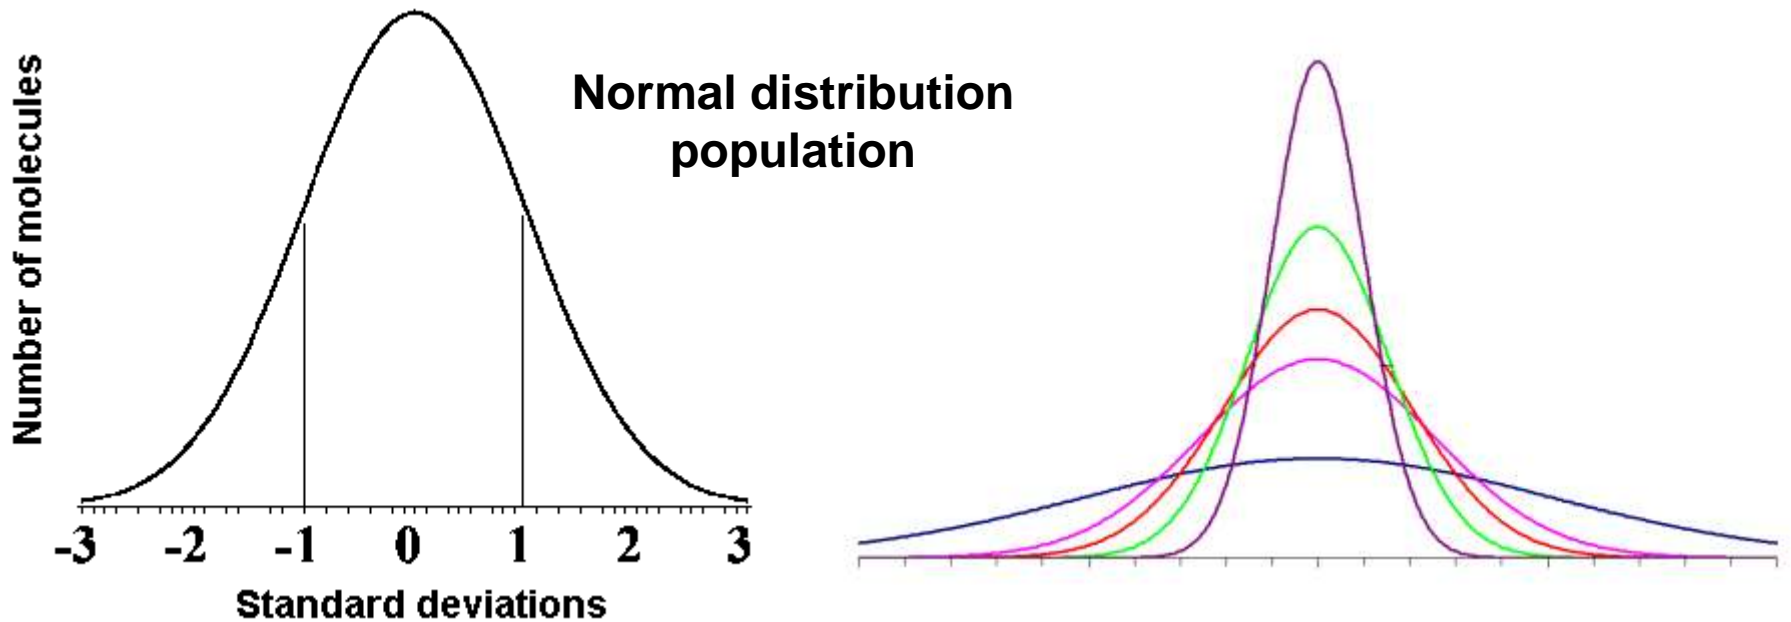 Normal distribution
population
Number of molecules
-3 -2 -1 0 1 2 3
Standard deviations